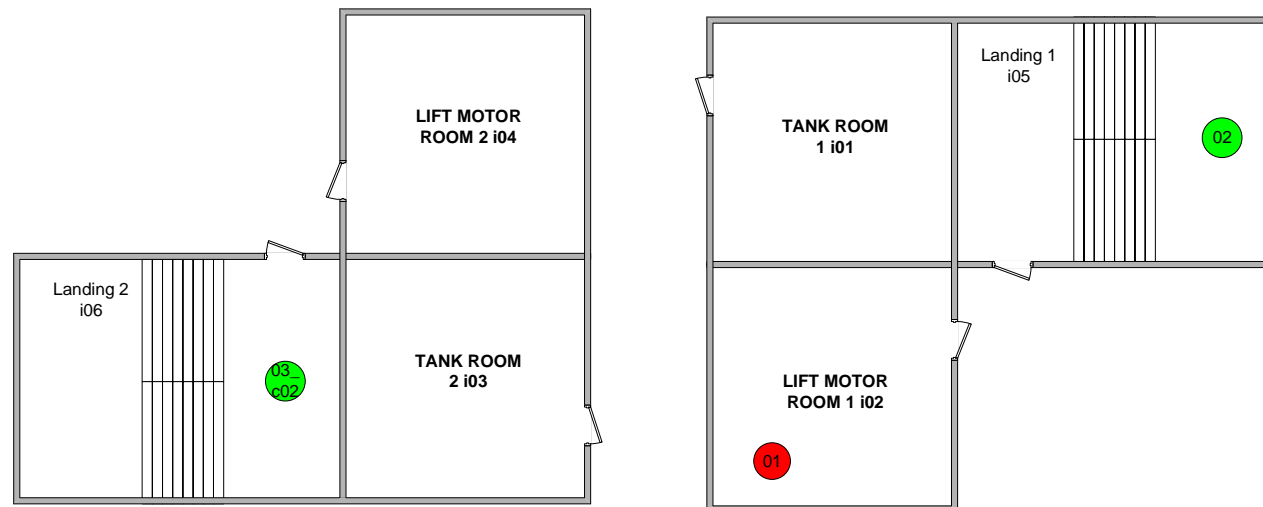 LIFT MOTOR
ROOM 2 i04
Landing 2
i06
03_
c02
TANK ROOM
2 i03
TANK ROOM
1 i01
Landing 1
i05
02
LIFT MOTOR
ROOM 1 i02
01